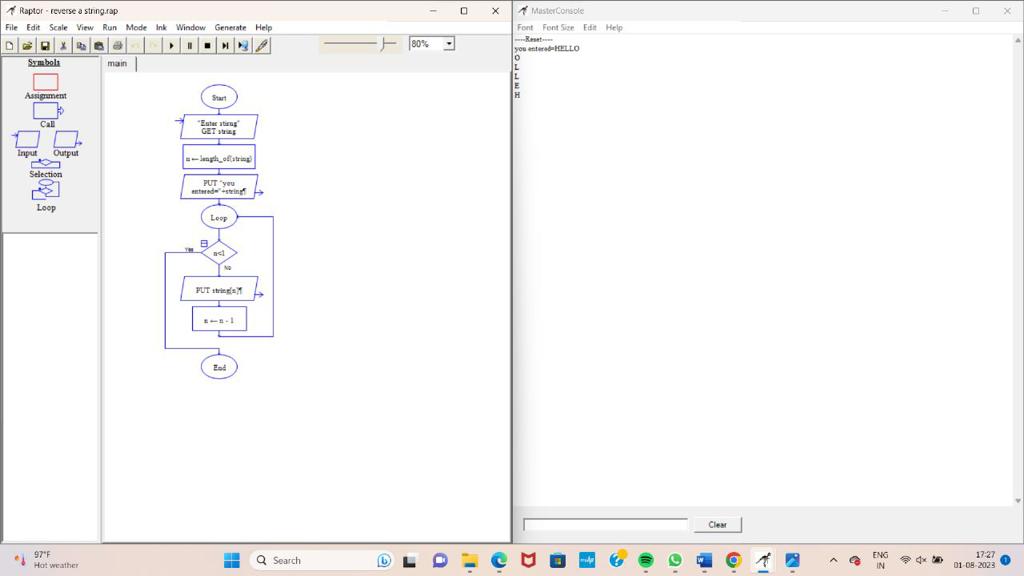 Raptor - reverse a string.rap
File Edit Scale View Run Mode Ink Window Generate Help
80%
Symbols
Assignment
Call
Input Output
Selection
Loop
main
Start
"Enter stirng"
GET string
n ← length_of(string)
PUT "you
entered="+string¶
Loop
Yes
n<1
No
PUT string[n]¶
n ← n - 1
End
MasterConsole
Font Font Size Edit Help
----Reset----
you entered=HELLO
O
L
L
E
H
Clear
97°F
Hot weather
Search
ENG
IN
17:27
01-08-2023
1